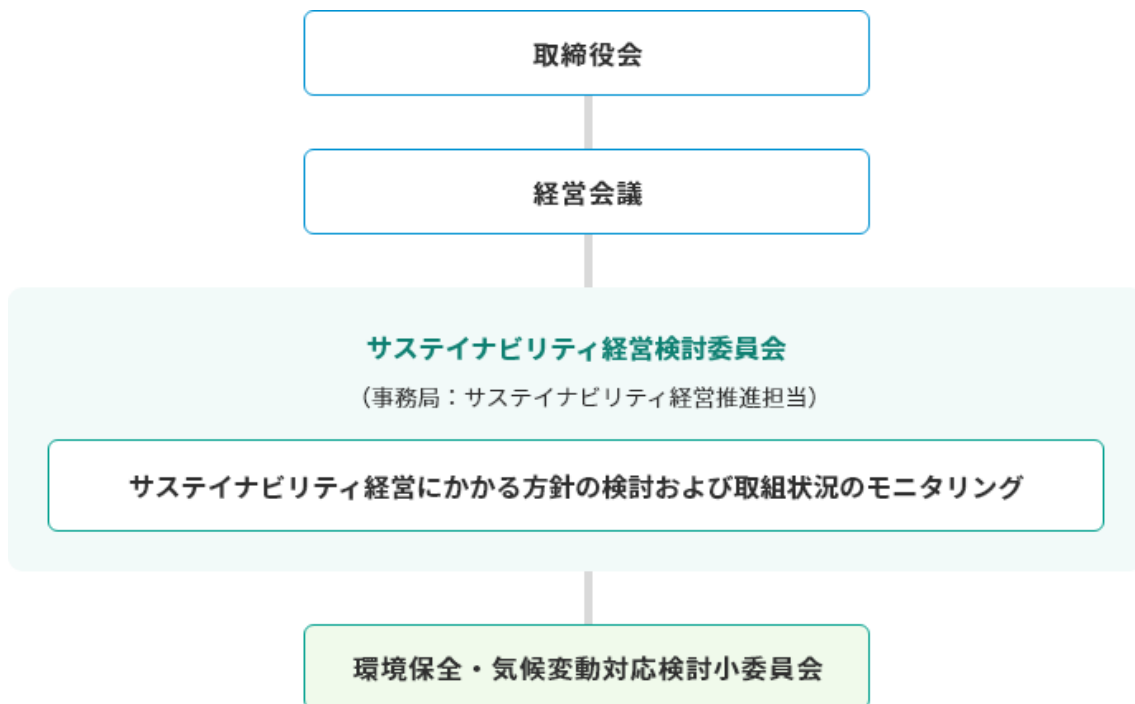 取締役会
経営会議
サステイナビリティ経営検討委員会
（事務局：サステイナビリティ経営推進担当）
サステイナビリティ経営にかかる方針の検討および取組状況のモニタリング
環境保全・気候変動対応検討小委員会